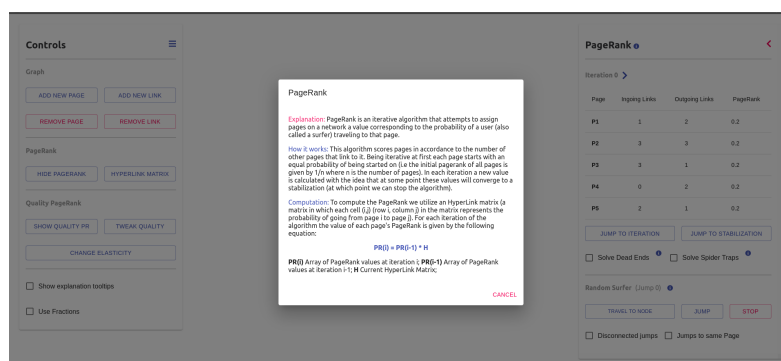 Controls
Graph
ADD NEW PAGE ADD NEW LINK
REMOVE PAGE REMOVE LINK
PageRank
HIDE PAGERANK HYPERLINK MATRIX
Quality PageRank
SHOW QUALITY PR TWEAK QUALITY
CHANGE ELASTICITY
Show explanation tooltips
Use Fractions
PageRank
Explanation: PageRank is an iterative algorithm that attempts to assign
pages on a network a value corresponding to the probability of a user (also
called a surfer) traveling to that page.
How it works: This algorithm scores pages in accordance to the number of
other pages that link to it. Being iterative at first each page starts with an
equal probability of being started on (i.e the initial pagerank of all pages is
given by 1/n where n is the number of pages). In each iteration a new value
is calculated with the idea that at some point these values will converge to a
stabilization (at which point we can stop the algorithm).
Computation: To compute the PageRank we utilize an HyperLink matrix (a
matrix in which each cell (i,j) (row i, column j) in the matrix represents the
probability of going from page i to page j). For each iteration of the
algorithm the value of each page's PageRank is given by the following
equation:
PR(i) = PR(i-1) * H
PR(i) Array of PageRank values at iteration i; PR(i-1) Array of PageRank
values at iteration i-1; H Current HyperLink Matrix;
CANCEL
PageRank
Iteration 0
Page Ingoing Links Outgoing Links PageRank
P1 1 2 0.2
P2 3 3 0.2
P3 3 1 0.2
P4 0 2 0.2
P5 2 1 0.2
JUMP TO ITERATION JUMP TO STABILIZATION
Solve Dead Ends Solve Spider Traps
Random Surfer (Jump 0)
TRAVEL TO NODE JUMP STOP
Disconnected jumps Jumps to same Page